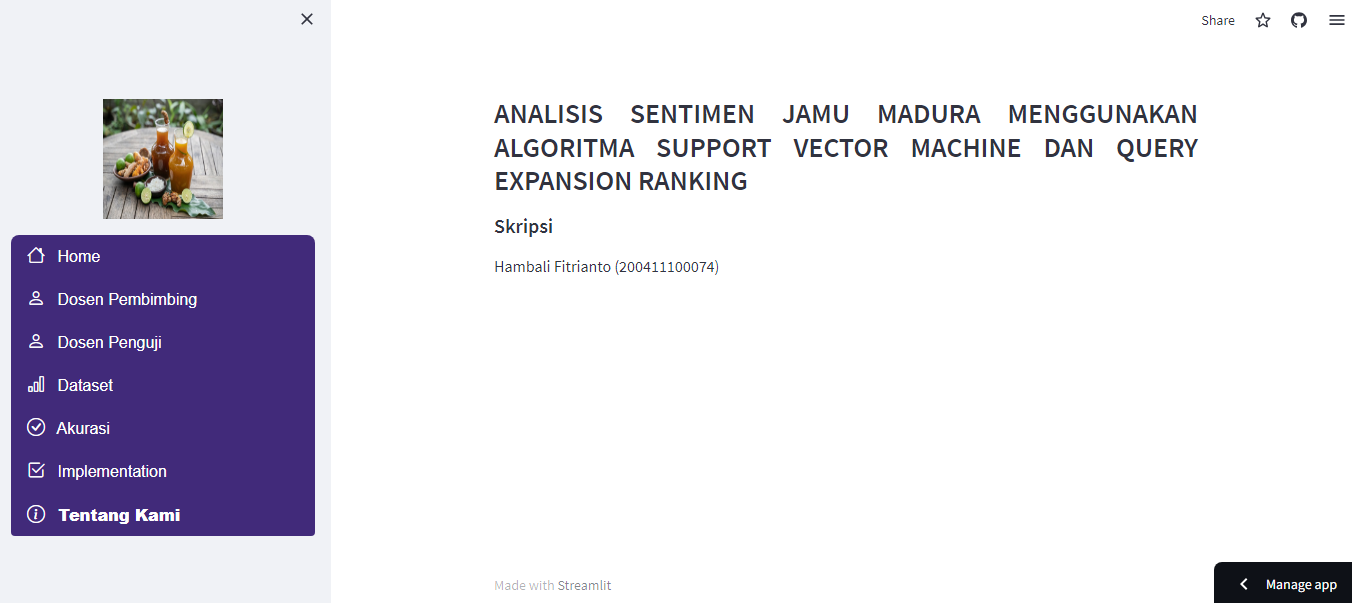 Share
ANALISIS SENTIMEN JAMU MADURA MENGGUNAKAN
ALGORITMA SUPPORT VECTOR MACHINE DAN QUERY
EXPANSION RANKING
Skripsi
Hambali Fitrianto (200411100074)
Home
Dosen Pembimbing
Dosen Penguji
Dataset
Akurasi
Implementation
Tentang Kami
Made with Streamlit
Manage app